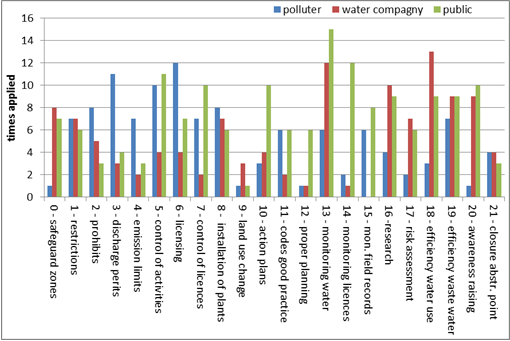 polluter water compagny public
times applied
16
14
12
10
8
6
4
2
0
0 - safeguard zones
1 - restrictions
2 - prohibits
3 - discharge perits
4 - emission limits
5 - control of activities
6 - licensing
7 - control of licences
8 - installation of plants
9 - land use change
10 - action plans
11 - codes good practice
12 - proper planning
13 - monitoring water
14 - monitoring licences
15 - mon. field records
16 -research
17 - risk assessment
18 - efficiency water use
19 - efficiency waste water
20 - awareness raising
21 - closure abstr. point